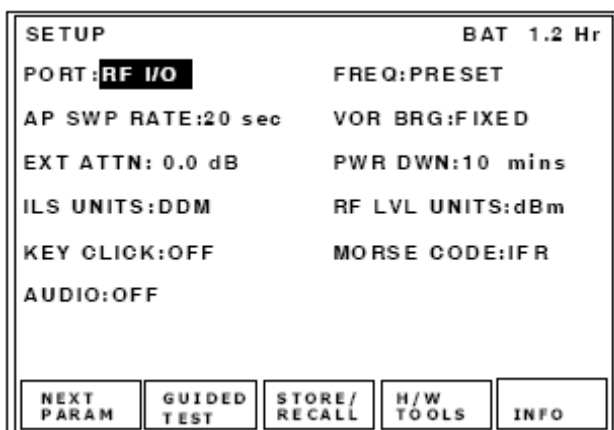 SETUP BAT 1.2 Hr
PORT:RF I/O FREQ:PRESET
AP SWP RATE:20 sec VOR BRG:FIXED
EXT ATTN: 0.0 dB PWR DWN:10 mins
ILS UNITS:DDM RF LVL UNITS:dBm
KEY CLICK:OFF MORSE CODE:IFR
AUDIO:OFF
NEXT PARAM
GUIDED TEST
STORE/ RECALL
H/W TOOLS
INFO